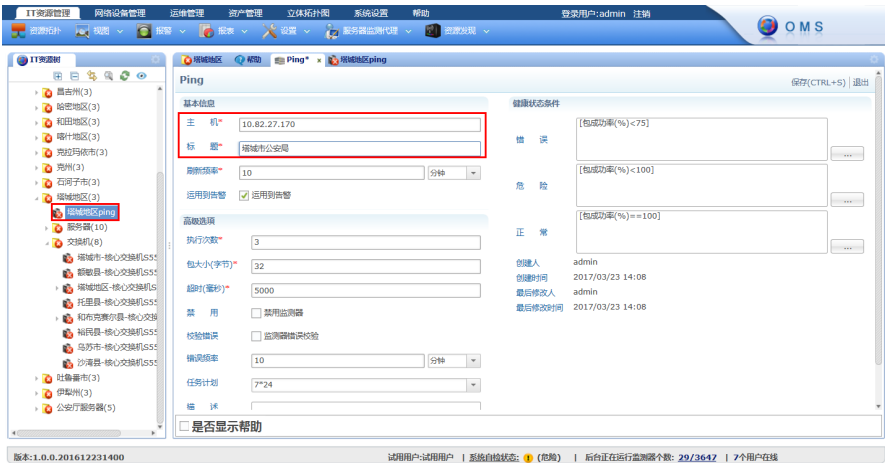 IT资源管理 网络设备管理 运维管理 资产管理 立体拓扑图 系统设置 帮助 登录用户:admin 注销
资源拓扑 视图 报警 报表 设置 服务器监测代理 资源发现 OMS
IT资源树
塔城地区 帮助 Ping* × 塔城地区ping
Ping 保存(CTRL+S) 退出
昌吉州(3)
哈密地区(3)
和田地区(3)
喀什地区(3)
克拉玛依市(3)
克州(3)
石河子市(3)
塔城地区(3)
塔城地区ping
服务器(10)
交换机(8)
塔城市-核心交换机S55
额敏县-核心交换机S55
塔城地区-核心交换机S
托里县-核心交换机S55
和布克赛尔县-核心交换
裕民县-核心交换机S55
乌苏市-核心交换机S55
沙湾县-核心交换机S55
吐鲁番市(3)
伊犁州(3)
公安厅服务器(5)
基本信息
主 机* 10.82.27.170
标 题* 塔城市公安局
刷新频率* 10 分钟
运用到告警 运用到告警
高级选项
执行次数* 3
包大小(字节)* 32
超时(毫秒)* 5000
禁 用 禁用监测器
校验错误 监测器错误校验
错误频率 10 分钟
任务计划 7*24
描 述
健康状态条件
错 误 [包成功率(%)<75] ...
危 险 [包成功率(%)<100] ...
正 常 [包成功率(%)==100] ...
创建人 admin
创建时间 2017/03/23 14:08
最后修改人 admin
最后修改时间 2017/03/23 14:08
是否显示帮助
版本:1.0.0.201612231400 试用用户:试用用户 | 系统自检状态: (危险) | 后台正在运行监测器个数: 29/3647 | 7个用户在线